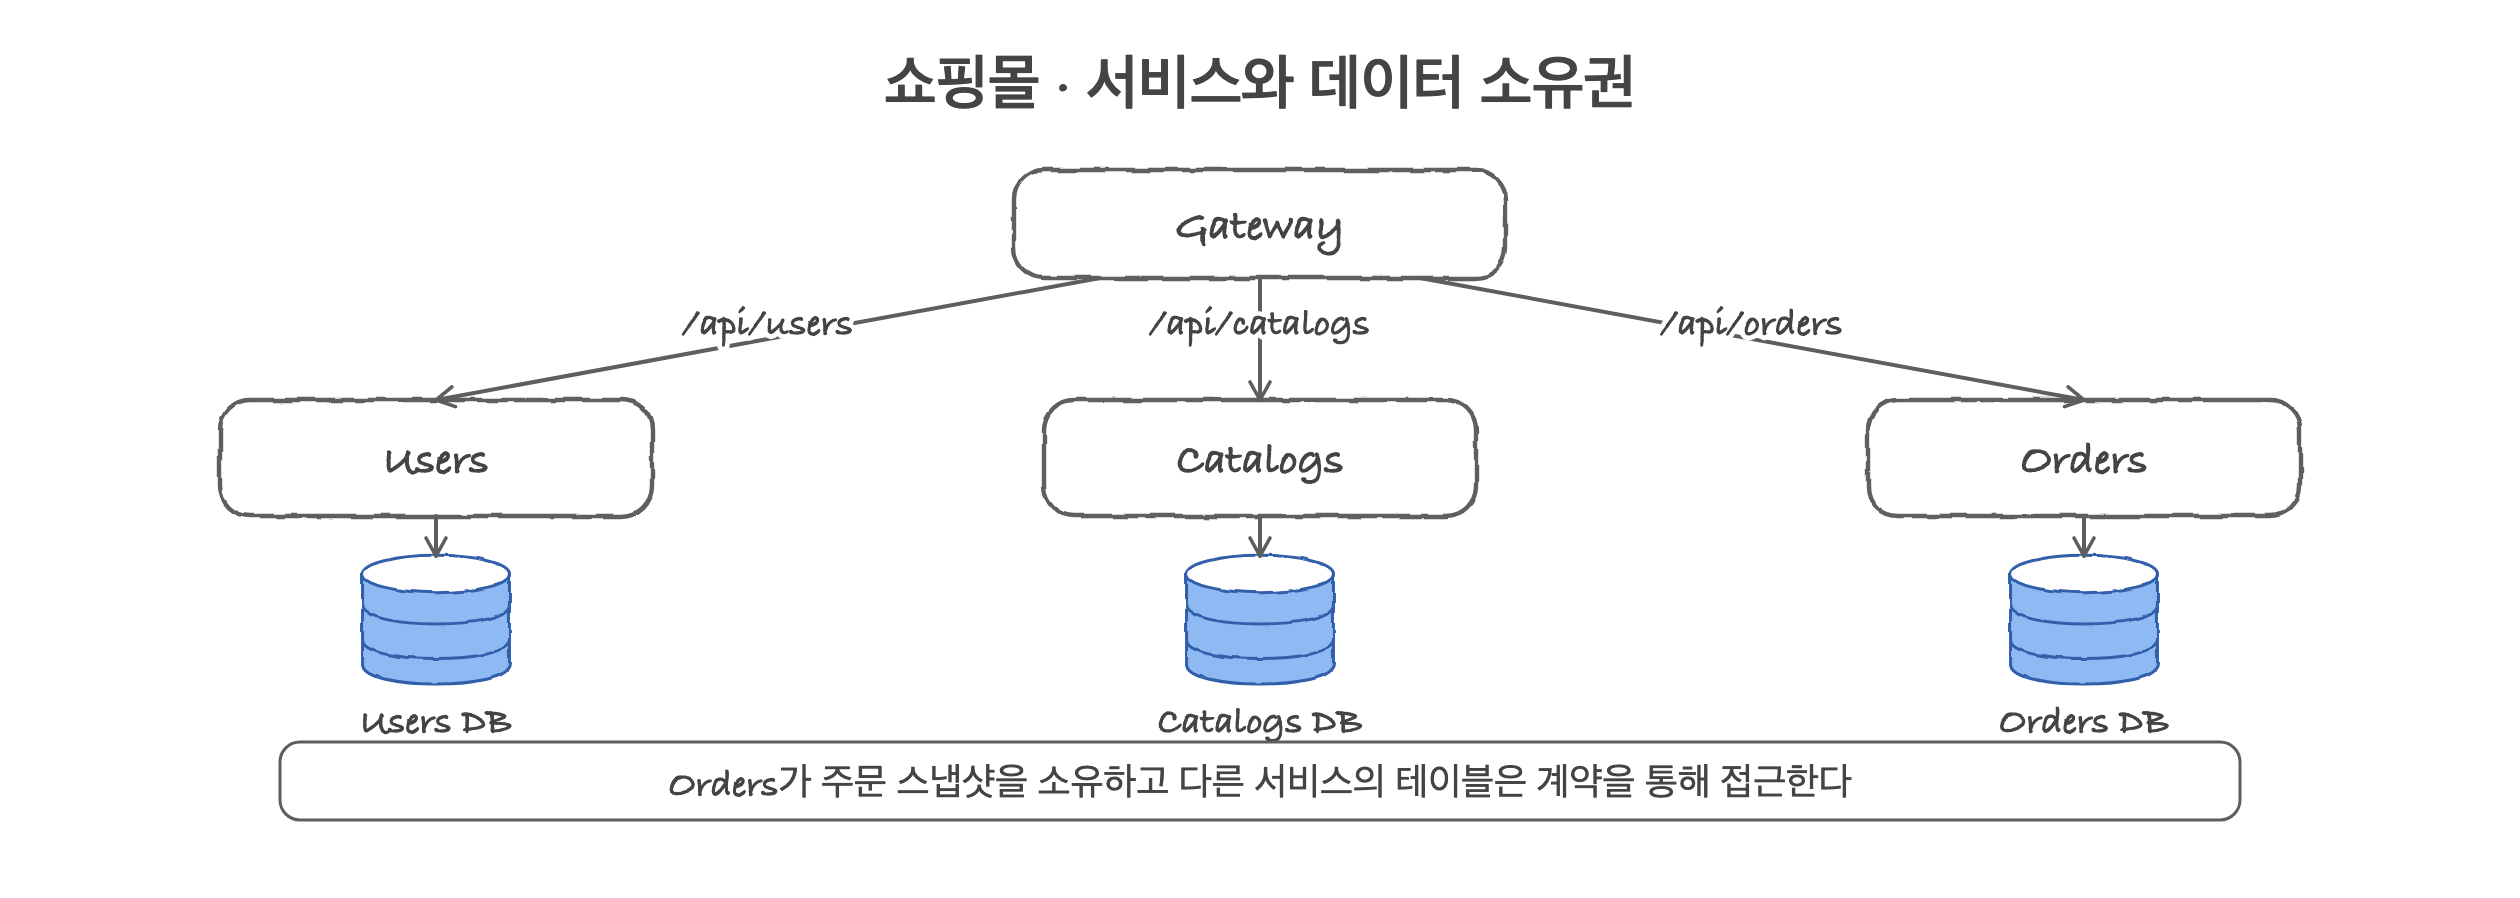 쇼핑몰 · 서비스와 데이터 소유권
Gateway
/api/users
/api/catalogs
/api/orders
Users
Catalogs
Orders
Users DB
Catalogs DB
Orders DB
Orders가 주문 스냅샷을 소유하고 다른 서비스의 테이블은 계약을 통해 접근한다